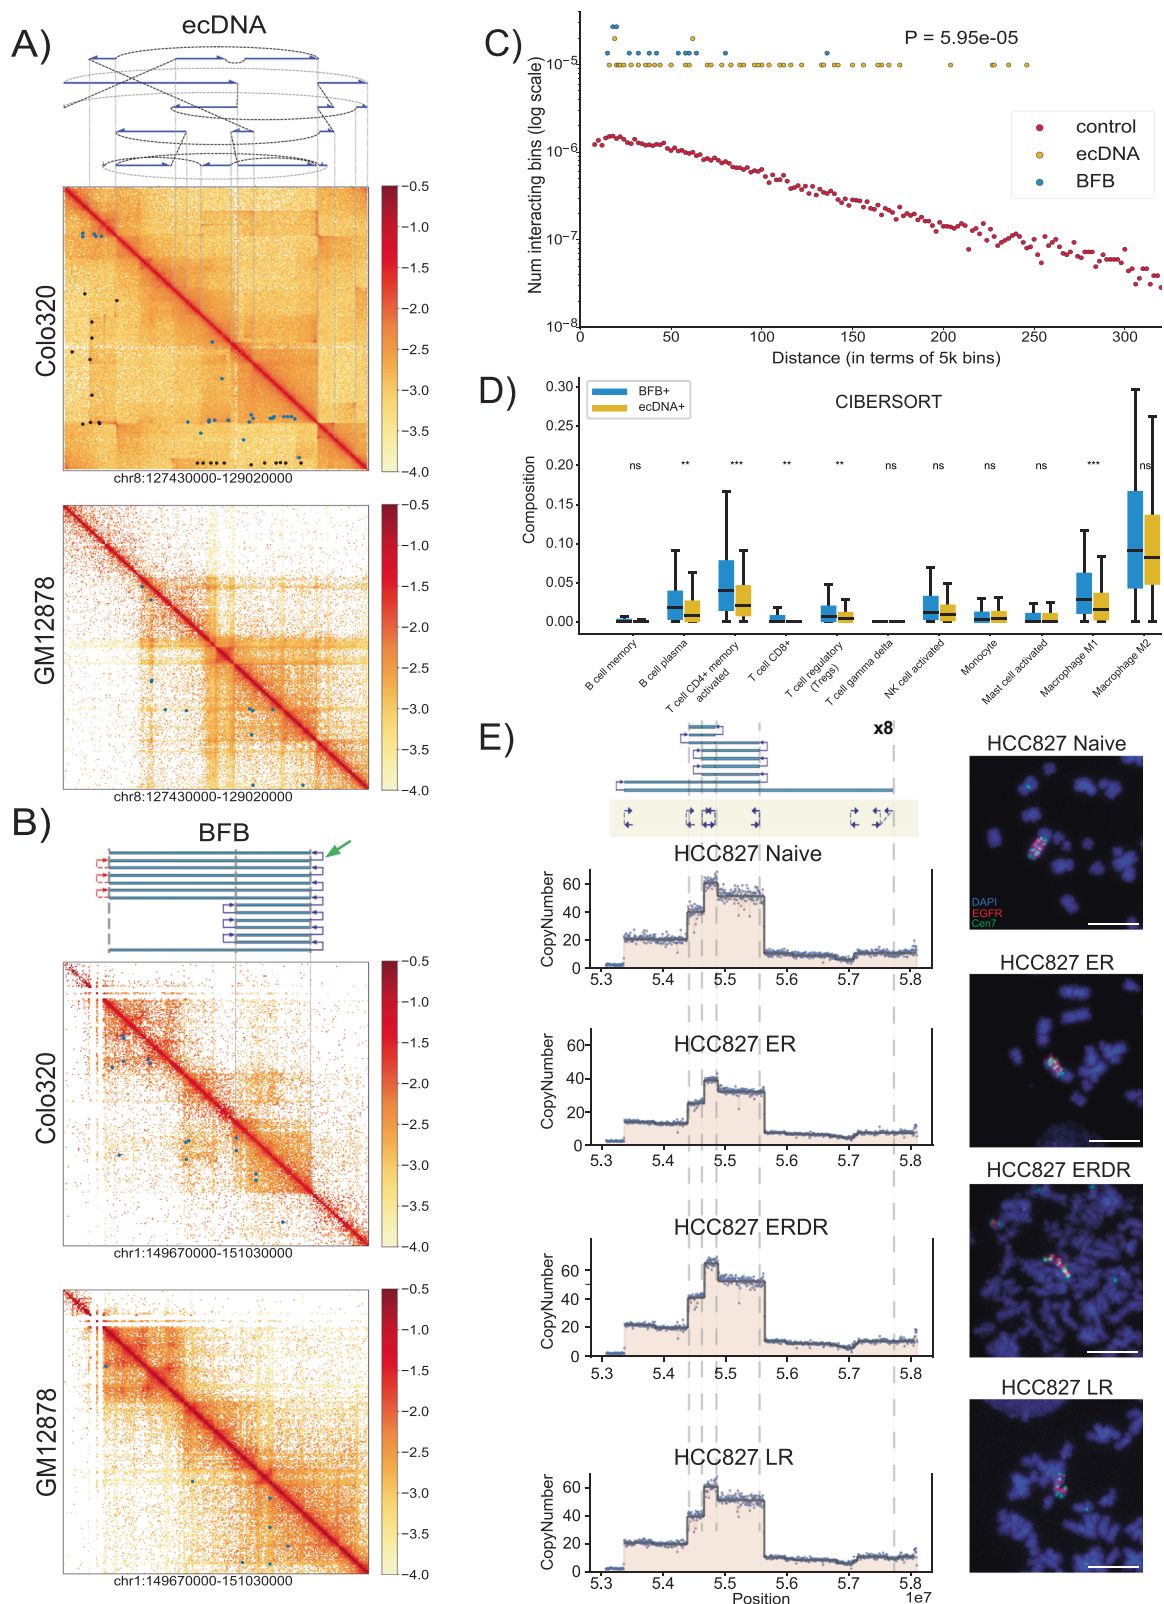 A)
ecDNA
Colo320
−0.5
−1.0
−1.5
−2.0
−2.5
−3.0
−3.5
−4.0
chr8:127430000-129020000
GM12878
−0.5
−1.0
−1.5
−2.0
−2.5
−3.0
−3.5
−4.0
chr8:127430000-129020000
B)
BFB
Colo320
−0.5
−1.0
−1.5
−2.0
−2.5
−3.0
−3.5
−4.0
chr1:149670000-151030000
GM12878
−0.5
−1.0
−1.5
−2.0
−2.5
−3.0
−3.5
−4.0
chr1:149670000-151030000
C)
P = 5.95e-05
control
ecDNA
BFB
Num interacting bins (log scale)
10−5
10−6
10−7
10−8
0 50 100 150 200 250 300
Distance (in terms of 5k bins)
D)
BFB+
ecDNA+
CIBERSORT
Composition
0.30
0.25
0.20
0.15
0.10
0.05
0.00
ns ** *** ** ** ns ns ns ns *** ns
B cell memory
B cell plasma
T cell CD4+ memory
activated
T cell CD8+
T cell regulatory
(Tregs)
T cell gamma delta
NK cell activated
Monocyte
Mast cell activated
Macrophage M1
Macrophage M2
E)
x8
HCC827 Naive
CopyNumber
60
40
20
0
5.3 5.4 5.5 5.6 5.7 5.8
HCC827 ER
CopyNumber
60
40
20
0
5.3 5.4 5.5 5.6 5.7 5.8
HCC827 ERDR
CopyNumber
60
40
20
0
5.3 5.4 5.5 5.6 5.7 5.8
HCC827 LR
CopyNumber
60
40
20
0
5.3 5.4 5.5 5.6 5.7 5.8
Position
1e7
HCC827 Naive
DAPI
EGFR
Cen7
HCC827 ER
HCC827 ERDR
HCC827 LR